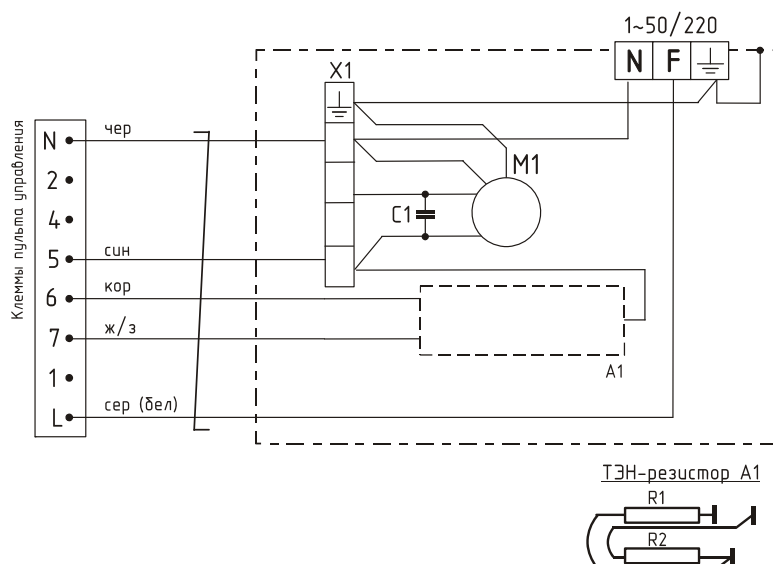 1~50/220
N F
X1
Клеммы пульта управления
N чер
2
4
5 син
6 кор
7 ж/з
1
L сер (бел)
M1
C1
A1
ТЭН-резистор А1
R1
R2